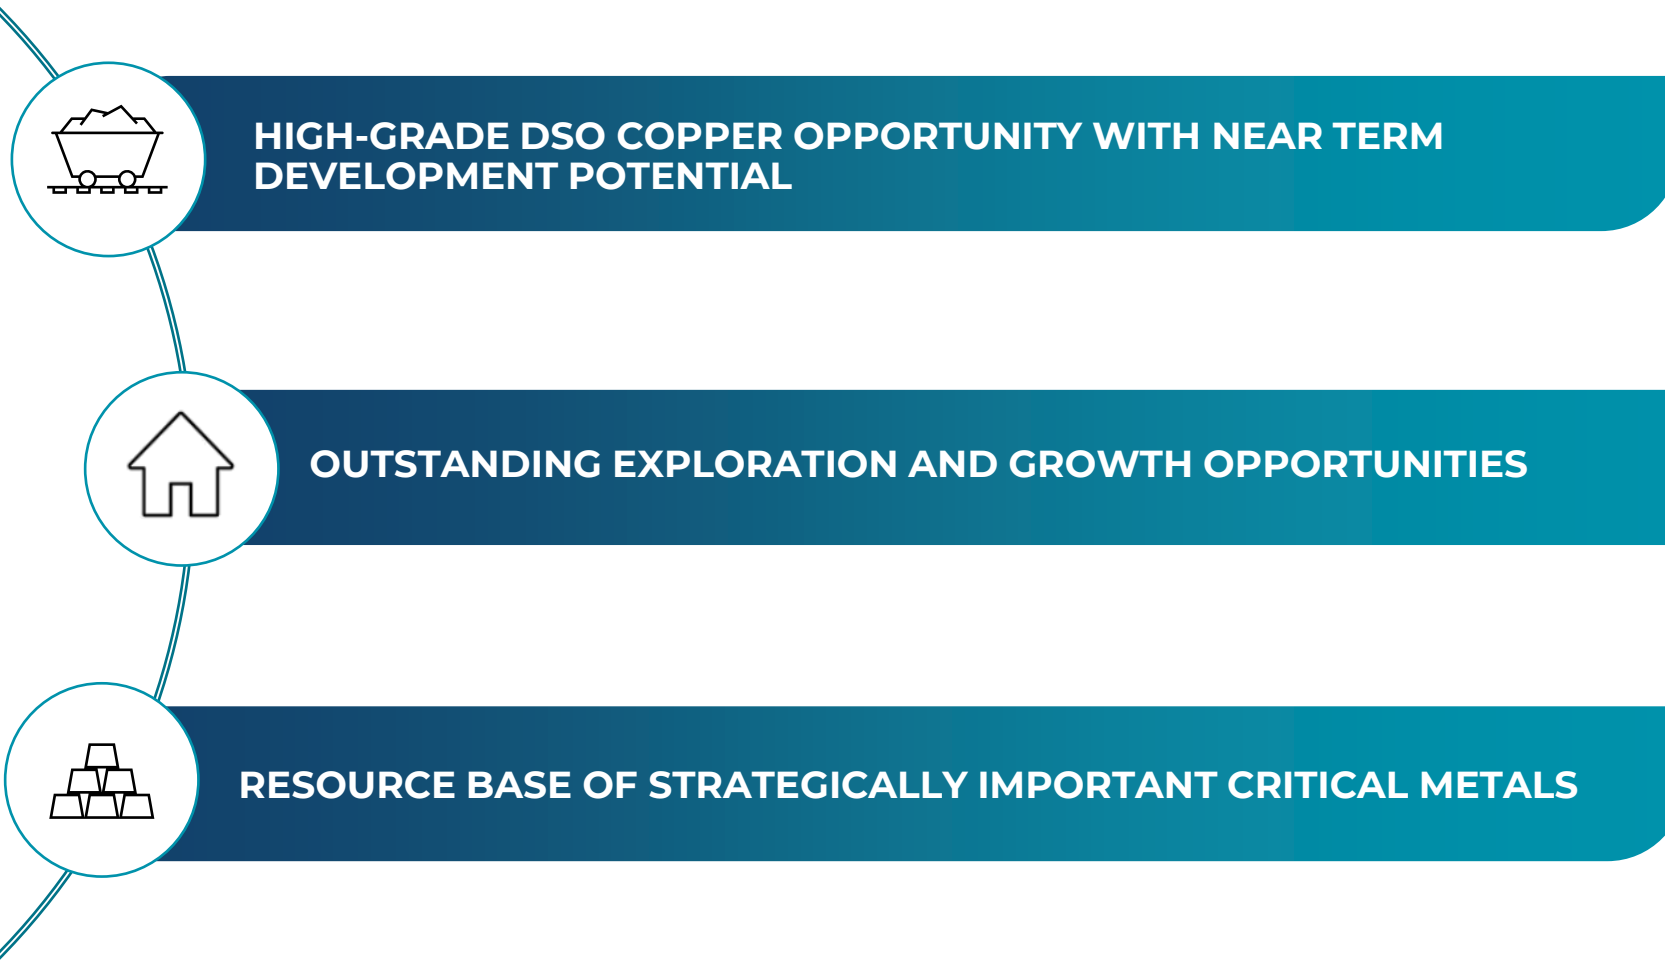 HIGH-GRADE DSO COPPER OPPORTUNITY WITH NEAR TERM
DEVELOPMENT POTENTIAL
OUTSTANDING EXPLORATION AND GROWTH OPPORTUNITIES
RESOURCE BASE OF STRATEGICALLY IMPORTANT CRITICAL METALS